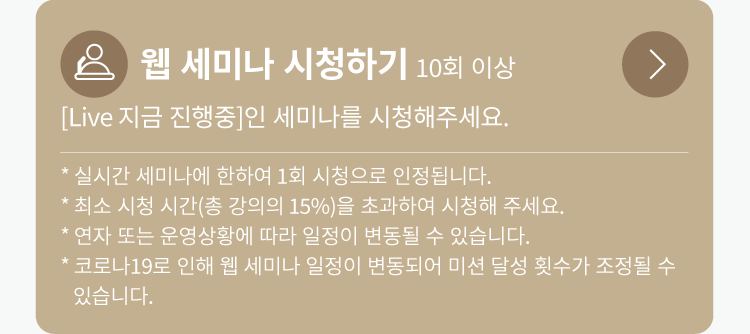 웹 세미나 시청하기 10회 이상
[Live 지금 진행중]인 세미나를 시청해주세요.
* 실시간 세미나에 한하여 1회 시청으로 인정됩니다.
* 최소 시청 시간(총 강의의 15%)을 초과하여 시청해 주세요.
* 연자 또는 운영상황에 따라 일정이 변동될 수 있습니다.
* 코로나19로 인해 웹 세미나 일정이 변동되어 미션 달성 횟수가 조정될 수
있습니다.